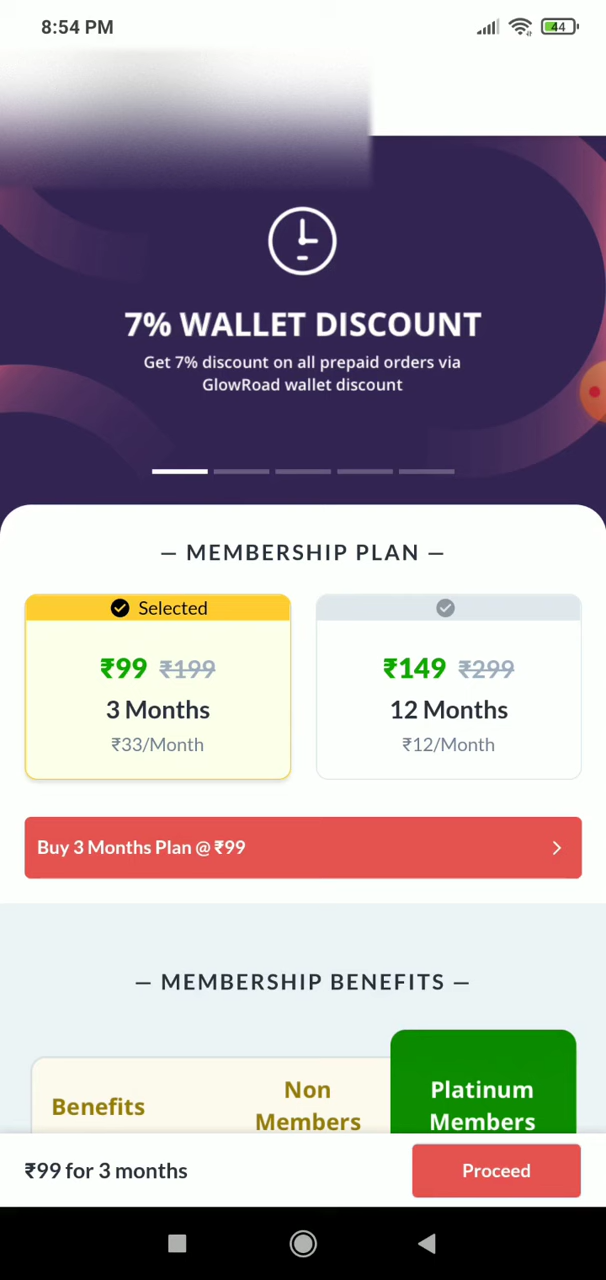 8:54 PM
44
7% WALLET DISCOUNT
Get 7% discount on all prepaid orders via
GlowRoad wallet discount
— MEMBERSHIP PLAN —
Selected
₹99 ₹199
3 Months
₹33/Month
₹149 ₹299
12 Months
₹12/Month
Buy 3 Months Plan @ ₹99
— MEMBERSHIP BENEFITS —
Benefits
Non
Members
Platinum
Members
₹99 for 3 months
Proceed